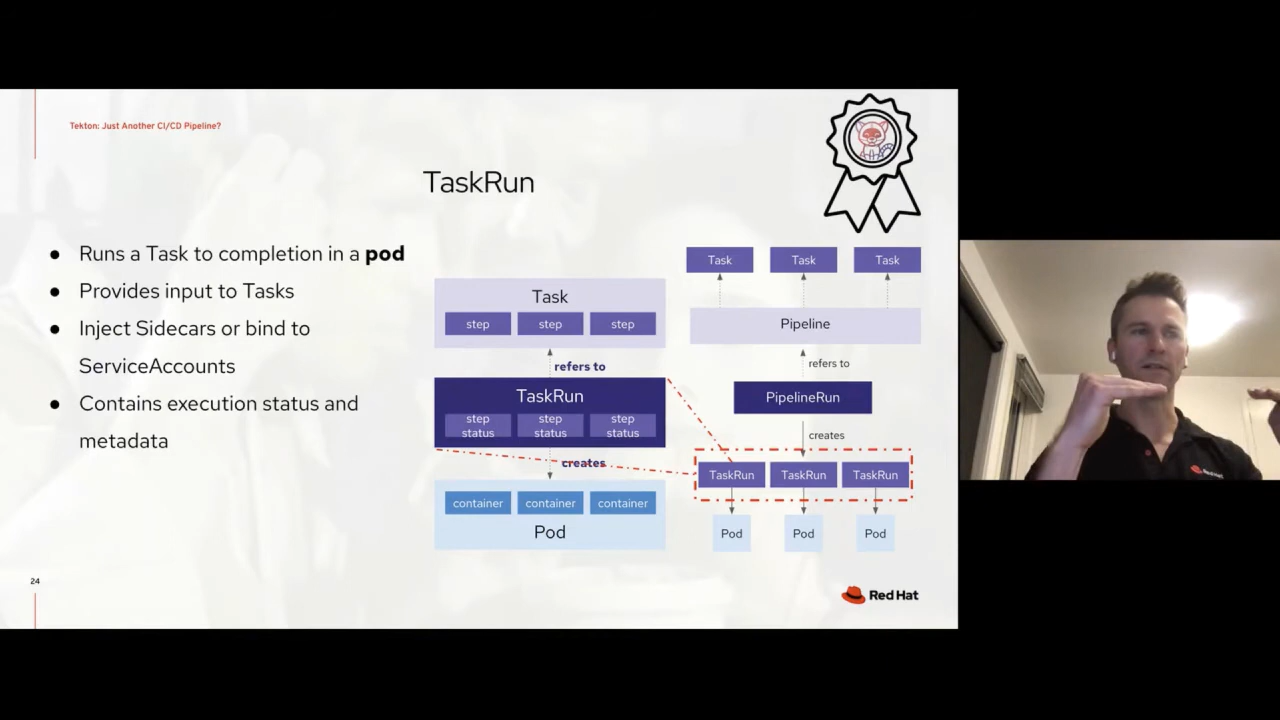 Tekton: Just Another CI/CD Pipeline?
TaskRun
● Runs a Task to completion in a pod
● Provides input to Tasks
● Inject Sidecars or bind to
ServiceAccounts
● Contains execution status and
metadata
Task
step step step
refers to
TaskRun
step status step status step status
creates
container container container
Pod
Task Task Task
Pipeline
refers to
PipelineRun
creates
TaskRun TaskRun TaskRun
Pod Pod Pod
24
Red Hat
Red Hat